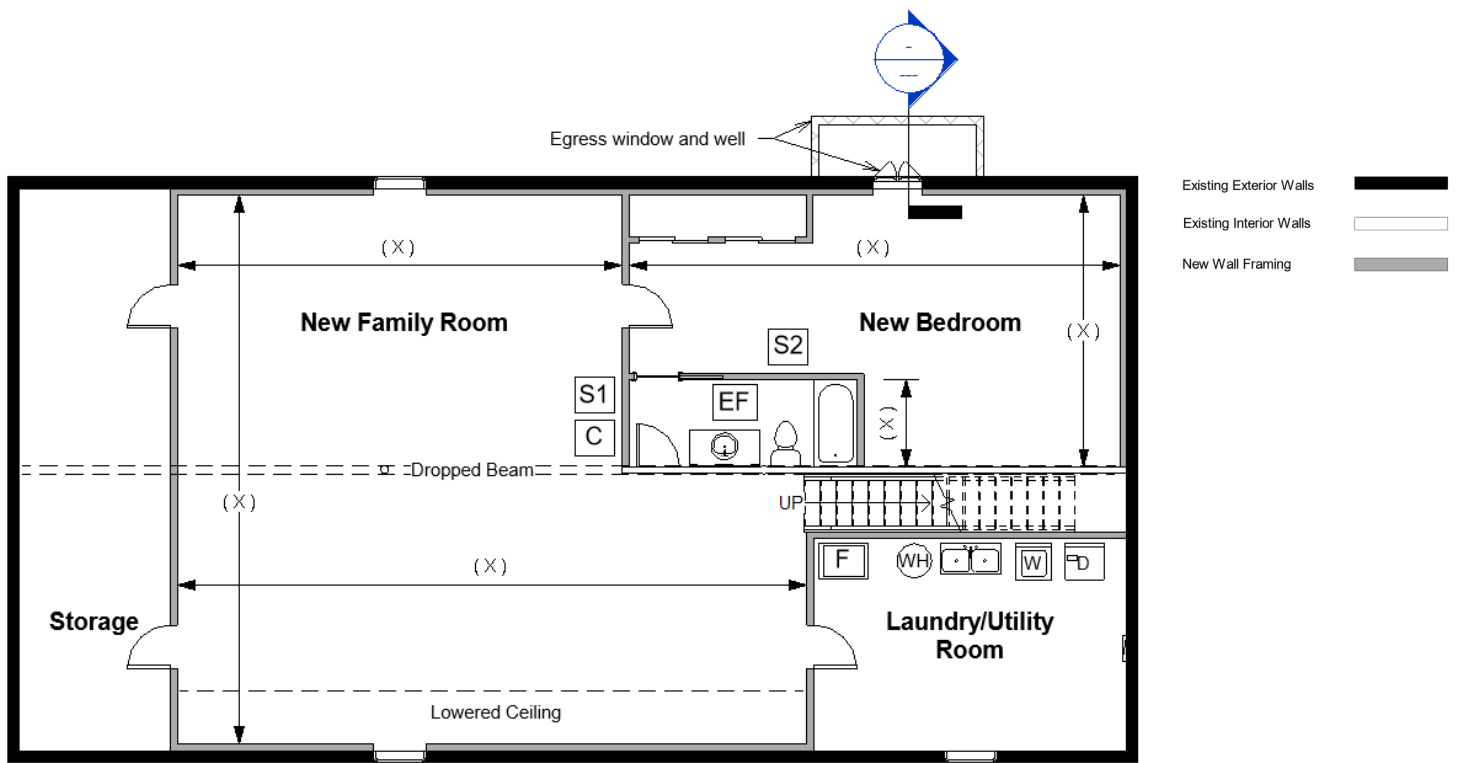 -
---
Egress window and well
Existing Exterior Walls
Existing Interior Walls
New Wall Framing
( X )
( X )
New Family Room
New Bedroom
( X )
S2
S1
EF
C
( X )
Dropped Beam
( X )
UP
( X )
F
WH
W
D
Storage
Laundry/Utility
Room
Lowered Ceiling